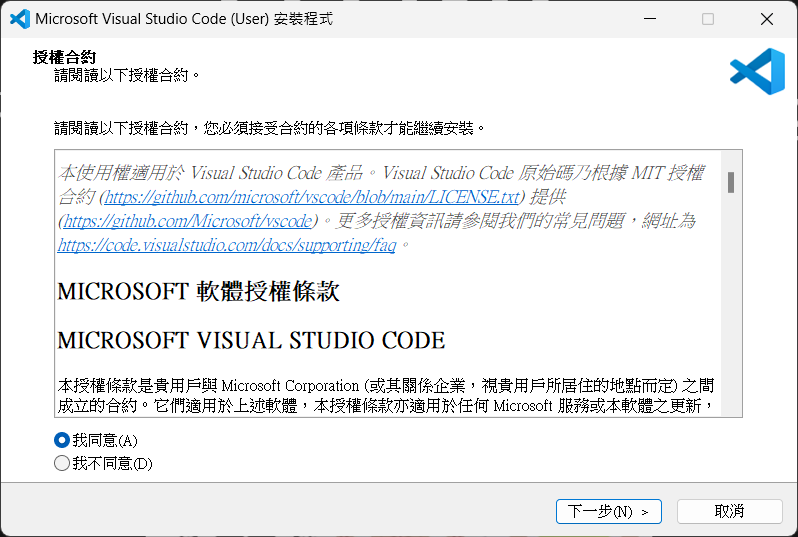 Microsoft Visual Studio Code (User) 安裝程式
授權合約
請閱讀以下授權合約。
請閱讀以下授權合約，您必須接受合約的各項條款才能繼續安裝。
本使用權適用於 Visual Studio Code 產品。Visual Studio Code 原始碼乃根據 MIT 授權
合約 (https://github.com/microsoft/vscode/blob/main/LICENSE.txt) 提供
(https://github.com/Microsoft/vscode)。更多授權資訊請參閱我們的常見問題，網址為
https://code.visualstudio.com/docs/supporting/faq。
MICROSOFT 軟體授權條款
MICROSOFT VISUAL STUDIO CODE
本授權條款是貴用戶與 Microsoft Corporation (或其關係企業，視貴用戶所居住的地點而定) 之間
成立的合約。它們適用於上述軟體，本授權條款亦適用於任何 Microsoft 服務或本軟體之更新，
我同意(A)
我不同意(D)
下一步(N) >
取消